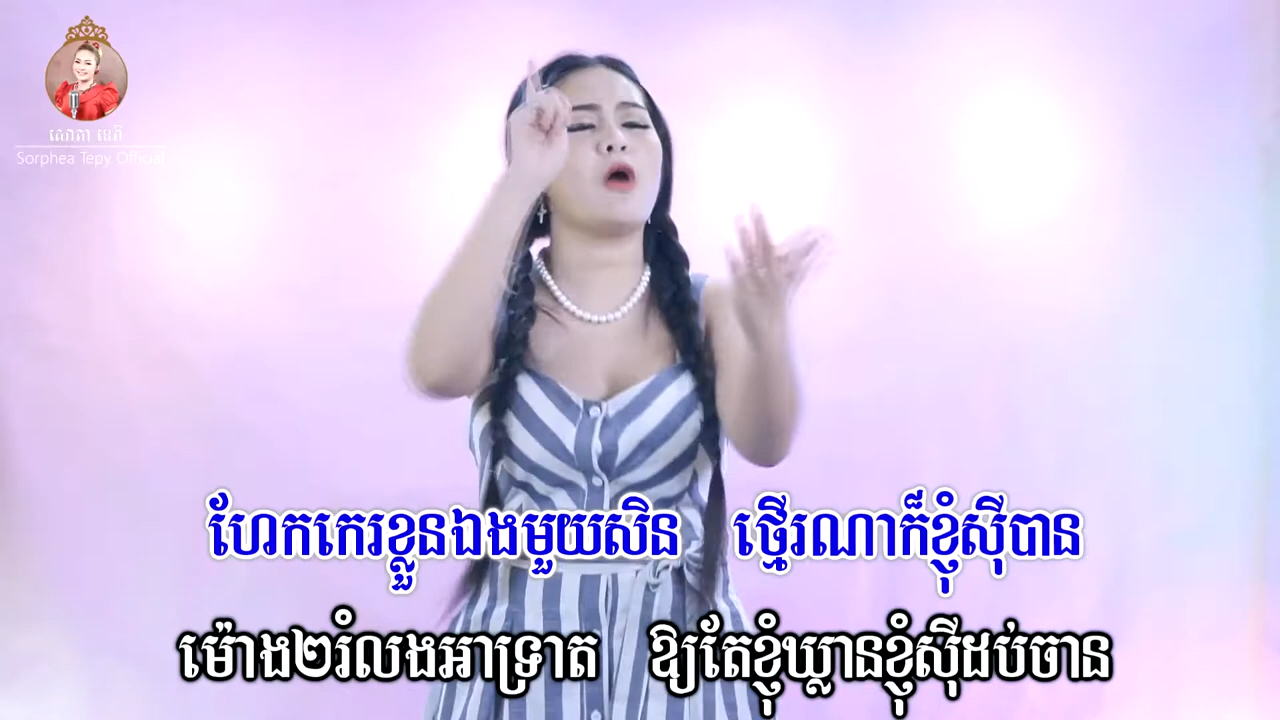 សោភា ទេពី
Sorphea Tepy Official
ហែកកេរខ្លួនឯងមួយសិន ថ្មើរណាក៏ខ្ញុំស៊ីបាន
ម៉ោង២រំលងអាទ្រាត ឱ្យតែខ្ញុំឃ្លានខ្ញុំស៊ីដប់ចាន